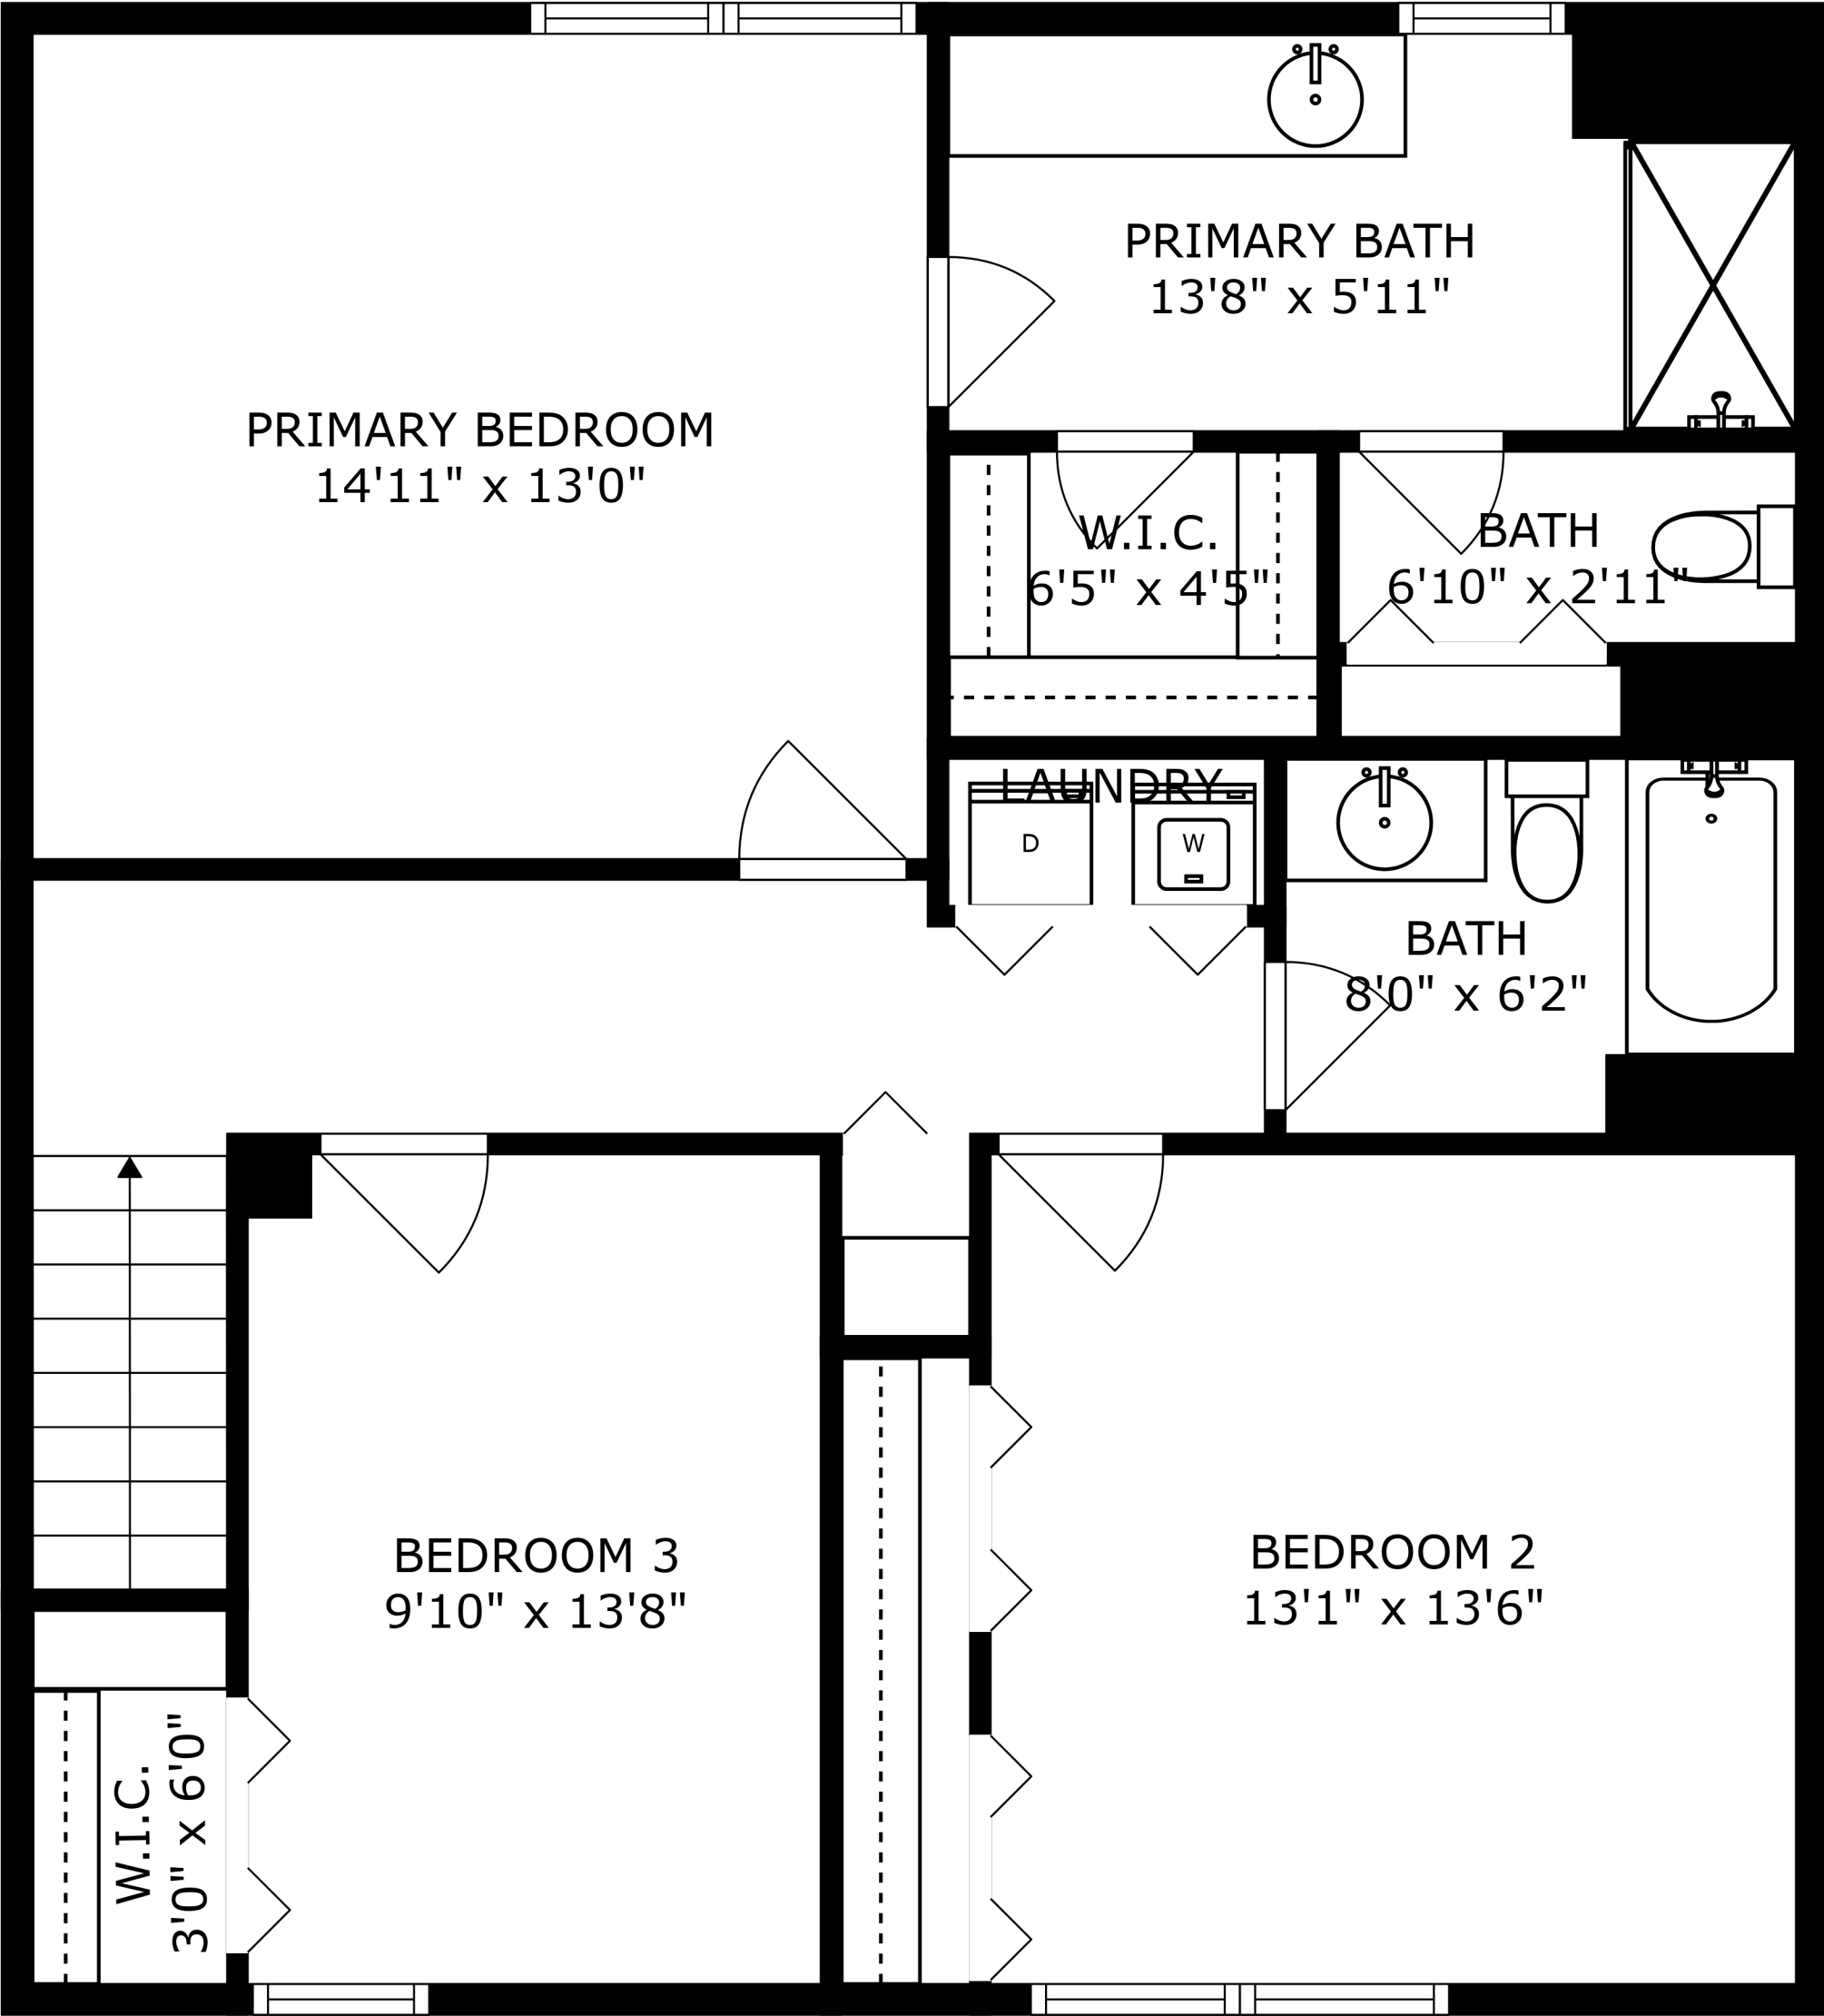 PRIMARY BATH
13'8" x 5'11"
PRIMARY BEDROOM
14'11" x 13'0"
W.I.C.
6'5" x 4'5"
BATH
6'10" x 2'11"
LAUNDRY
D
W
BATH
8'0" x 6'2"
BEDROOM 3
9'10" x 13'8"
BEDROOM 2
13'1" x 13'6"
W.I.C.
3'0" x 6'0"